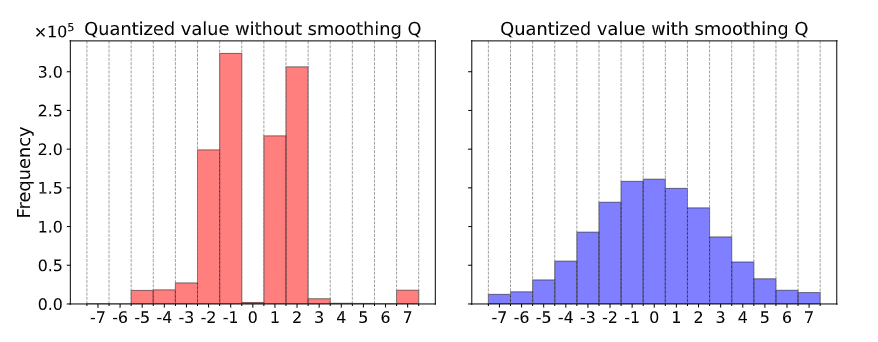 ×10⁵ Quantized value without smoothing Q
Quantized value with smoothing Q
Frequency
3.0
2.5
2.0
1.5
1.0
0.5
0.0
-7 -6 -5 -4 -3 -2 -1 0 1 2 3 4 5 6 7
-7 -6 -5 -4 -3 -2 -1 0 1 2 3 4 5 6 7